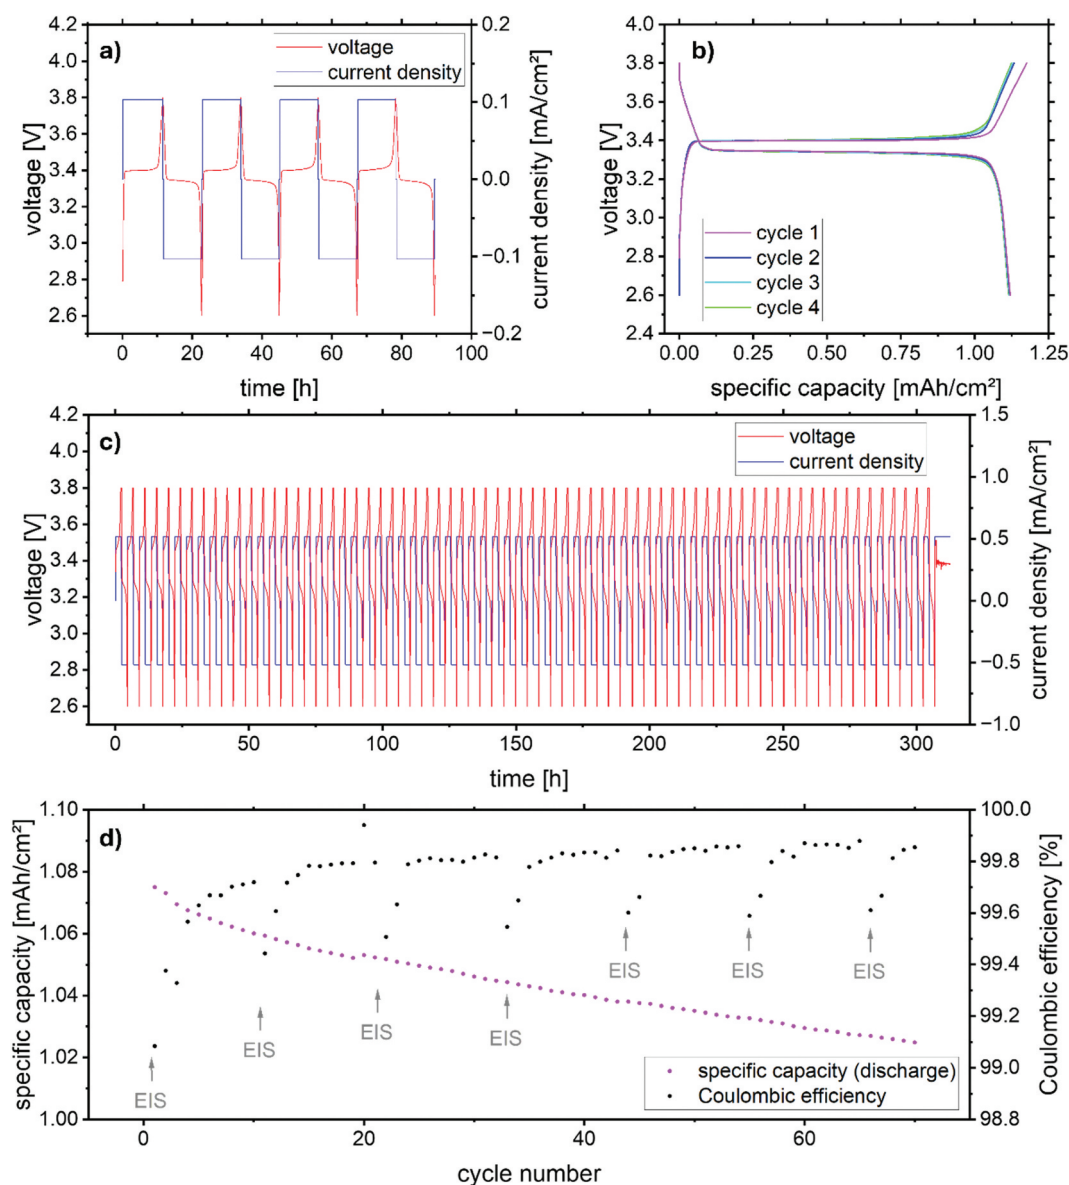 a)
voltage
current density
4.2
4.0
3.8
3.6
3.4
3.2
3.0
2.8
2.6
voltage [V]
0.2
0.1
0.0
−0.1
−0.2
current density [mA/cm²]
0 20 40 60 80 100
time [h]
b)
4.0
3.8
3.6
3.4
3.2
3.0
2.8
2.6
2.4
voltage [V]
cycle 1
cycle 2
cycle 3
cycle 4
0.00 0.25 0.50 0.75 1.00 1.25
specific capacity [mAh/cm²]
c)
voltage
current density
4.2
4.0
3.8
3.6
3.4
3.2
3.0
2.8
2.6
voltage [V]
1.5
1.0
0.5
0.0
−0.5
−1.0
current density [mA/cm²]
0 50 100 150 200 250 300
time [h]
d)
1.10
1.08
1.06
1.04
1.02
1.00
specific capacity [mAh/cm²]
100.0
99.8
99.6
99.4
99.2
99.0
98.8
Coulombic efficiency [%]
EIS
EIS
EIS
EIS
EIS
EIS
EIS
specific capacity (discharge)
Coulombic efficiency
0 20 40 60
cycle number